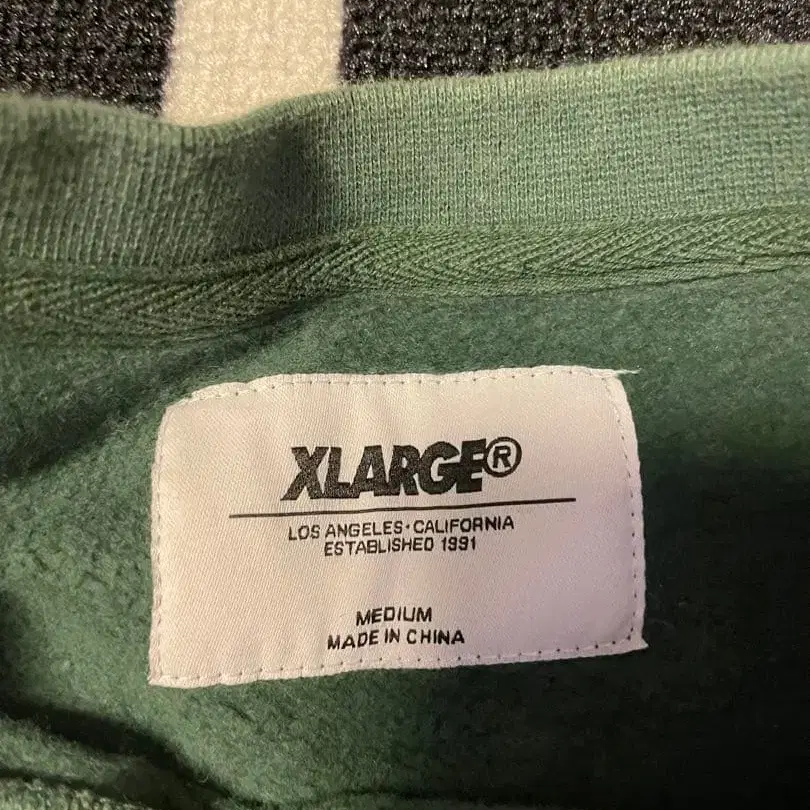 XLARGE®
LOS ANGELES·CALIFORNIA
ESTABLISHED 1991
MEDIUM
MADE IN CHINA